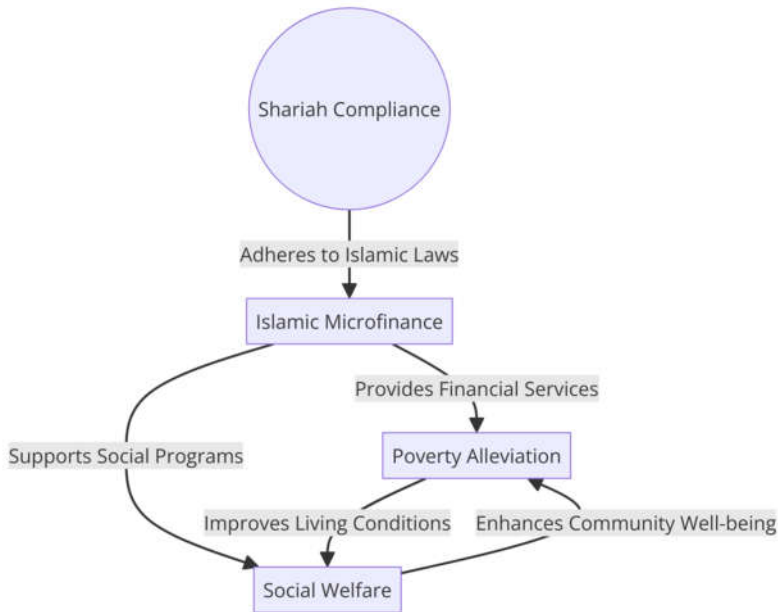 Shariah Compliance
Adheres to Islamic Laws
Islamic Microfinance
Provides Financial Services
Supports Social Programs
Poverty Alleviation
Improves Living Conditions
Enhances Community Well-being
Social Welfare